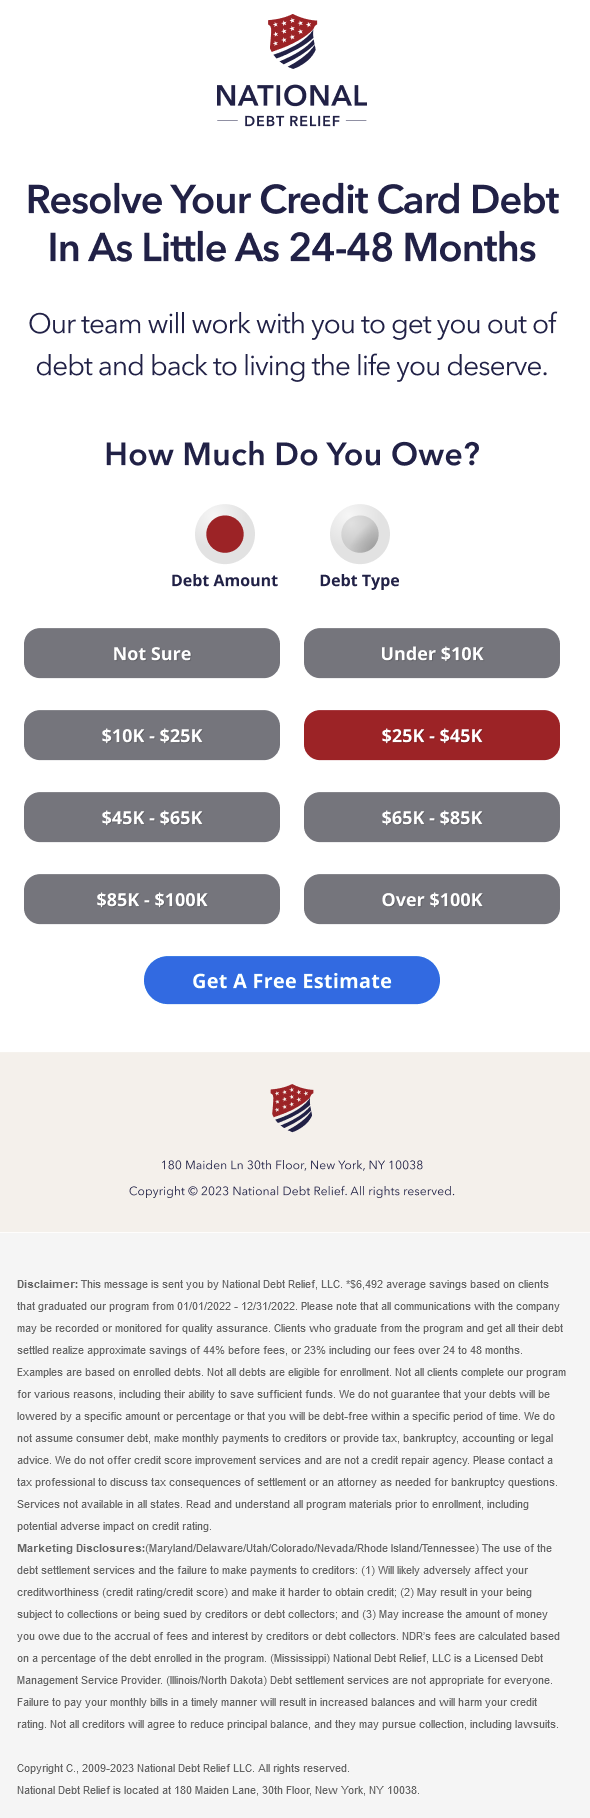 NATIONAL
DEBT RELIEF
Resolve Your Credit Card Debt
In As Little As 24-48 Months
Our team will work with you to get you out of
debt and back to living the life you deserve.
How Much Do You Owe?
Debt Amount Debt Type
Not Sure Under $10K
$10K - $25K $25K - $45K
$45K - $65K $65K - $85K
$85K - $100K Over $100K
Get A Free Estimate
180 Maiden Ln 30th Floor, New York, NY 10038
Copyright © 2023 National Debt Relief. All rights reserved.
Disclaimer: This message is sent you by National Debt Relief, LLC. *$6,492 average savings based on clients
that graduated our program from 01/01/2022 - 12/31/2022. Please note that all communications with the company
may be recorded or monitored for quality assurance. Clients who graduate from the program and get all their debt
settled realize approximate savings of 44% before fees, or 23% including our fees over 24 to 48 months.
Examples are based on enrolled debts. Not all debts are eligible for enrollment. Not all clients complete our program
for various reasons, including their ability to save sufficient funds. We do not guarantee that your debts will be
lowered by a specific amount or percentage or that you will be debt-free within a specific period of time. We do
not assume consumer debt, make monthly payments to creditors or provide tax, bankruptcy, accounting or legal
advice. We do not offer credit score improvement services and are not a credit repair agency. Please contact a
tax professional to discuss tax consequences of settlement or an attorney as needed for bankruptcy questions.
Services not available in all states. Read and understand all program materials prior to enrollment, including
potential adverse impact on credit rating.
Marketing Disclosures:(Maryland/Delaware/Utah/Colorado/Nevada/Rhode Island/Tennessee) The use of the
debt settlement services and the failure to make payments to creditors: (1) Will likely adversely affect your
creditworthiness (credit rating/credit score) and make it harder to obtain credit; (2) May result in your being
subject to collections or being sued by creditors or debt collectors; and (3) May increase the amount of money
you owe due to the accrual of fees and interest by creditors or debt collectors. NDR's fees are calculated based
on a percentage of the debt enrolled in the program. (Mississippi) National Debt Relief, LLC is a Licensed Debt
Management Service Provider. (Illinois/North Dakota) Debt settlement services are not appropriate for everyone.
Failure to pay your monthly bills in a timely manner will result in increased balances and will harm your credit
rating. Not all creditors will agree to reduce principal balance, and they may pursue collection, including lawsuits.
Copyright C., 2009-2023 National Debt Relief LLC. All rights reserved.
National Debt Relief is located at 180 Maiden Lane, 30th Floor, New York, NY 10038.